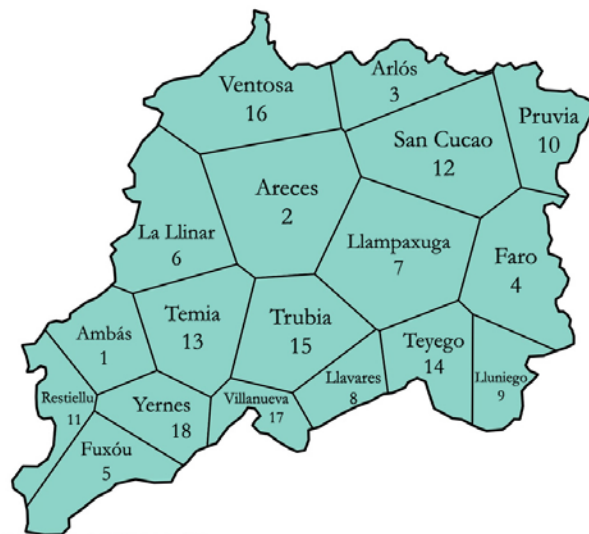 Arlós
3
Ventosa
16
Pruvia
10
San Cucao
12
Areces
2
La Llinar
6
Llampaxuga
7
Faro
4
Temia
13
Trubia
15
Ambás
1
Teyego
14
Llavares
8
Lluniego
9
Restiellu
11
Yernes
18
Villanueva
17
Fuxóu
5